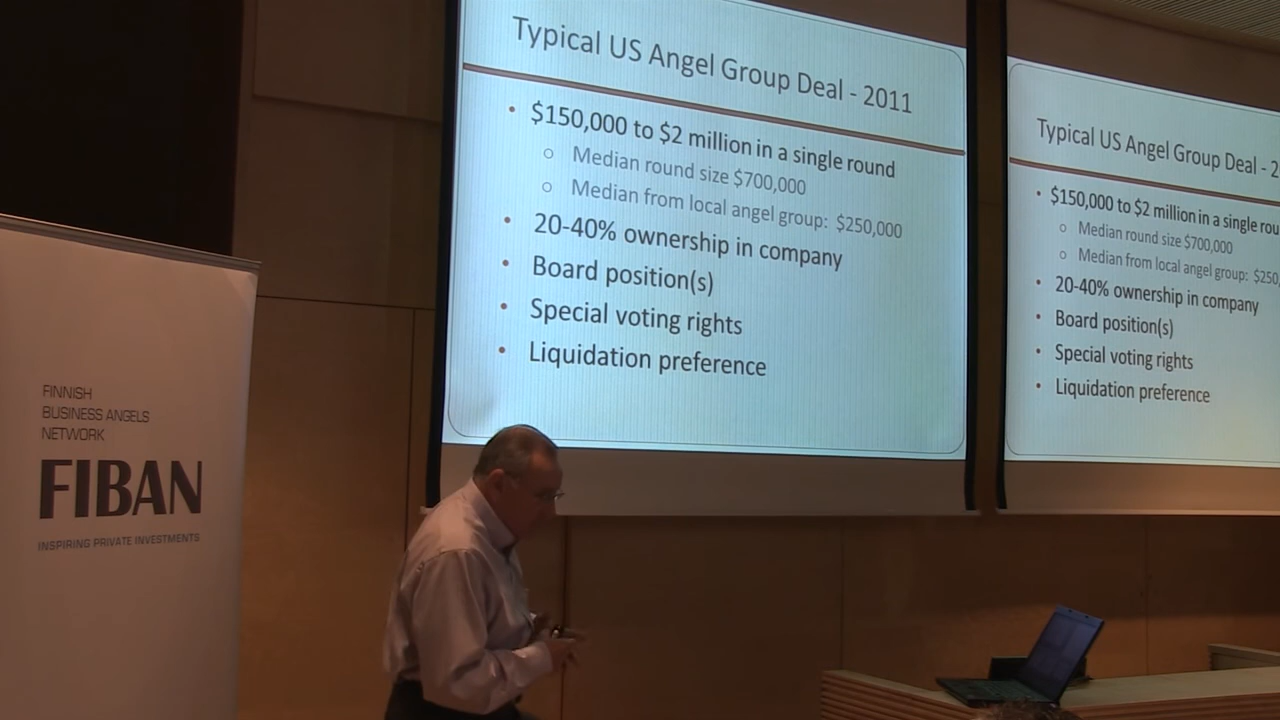 FINNISH
BUSINESS ANGELS
NETWORK
FIBAN
INSPIRING PRIVATE INVESTMENTS
Typical US Angel Group Deal - 2011
• $150,000 to $2 million in a single round
○ Median round size $700,000
○ Median from local angel group: $250,000
• 20-40% ownership in company
• Board position(s)
• Special voting rights
• Liquidation preference
Typical US Angel Group Deal - 2
• $150,000 to $2 million in a single rou
○ Median round size $700,000
○ Median from local angel group: $250,
• 20-40% ownership in company
• Board position(s)
• Special voting rights
• Liquidation preference